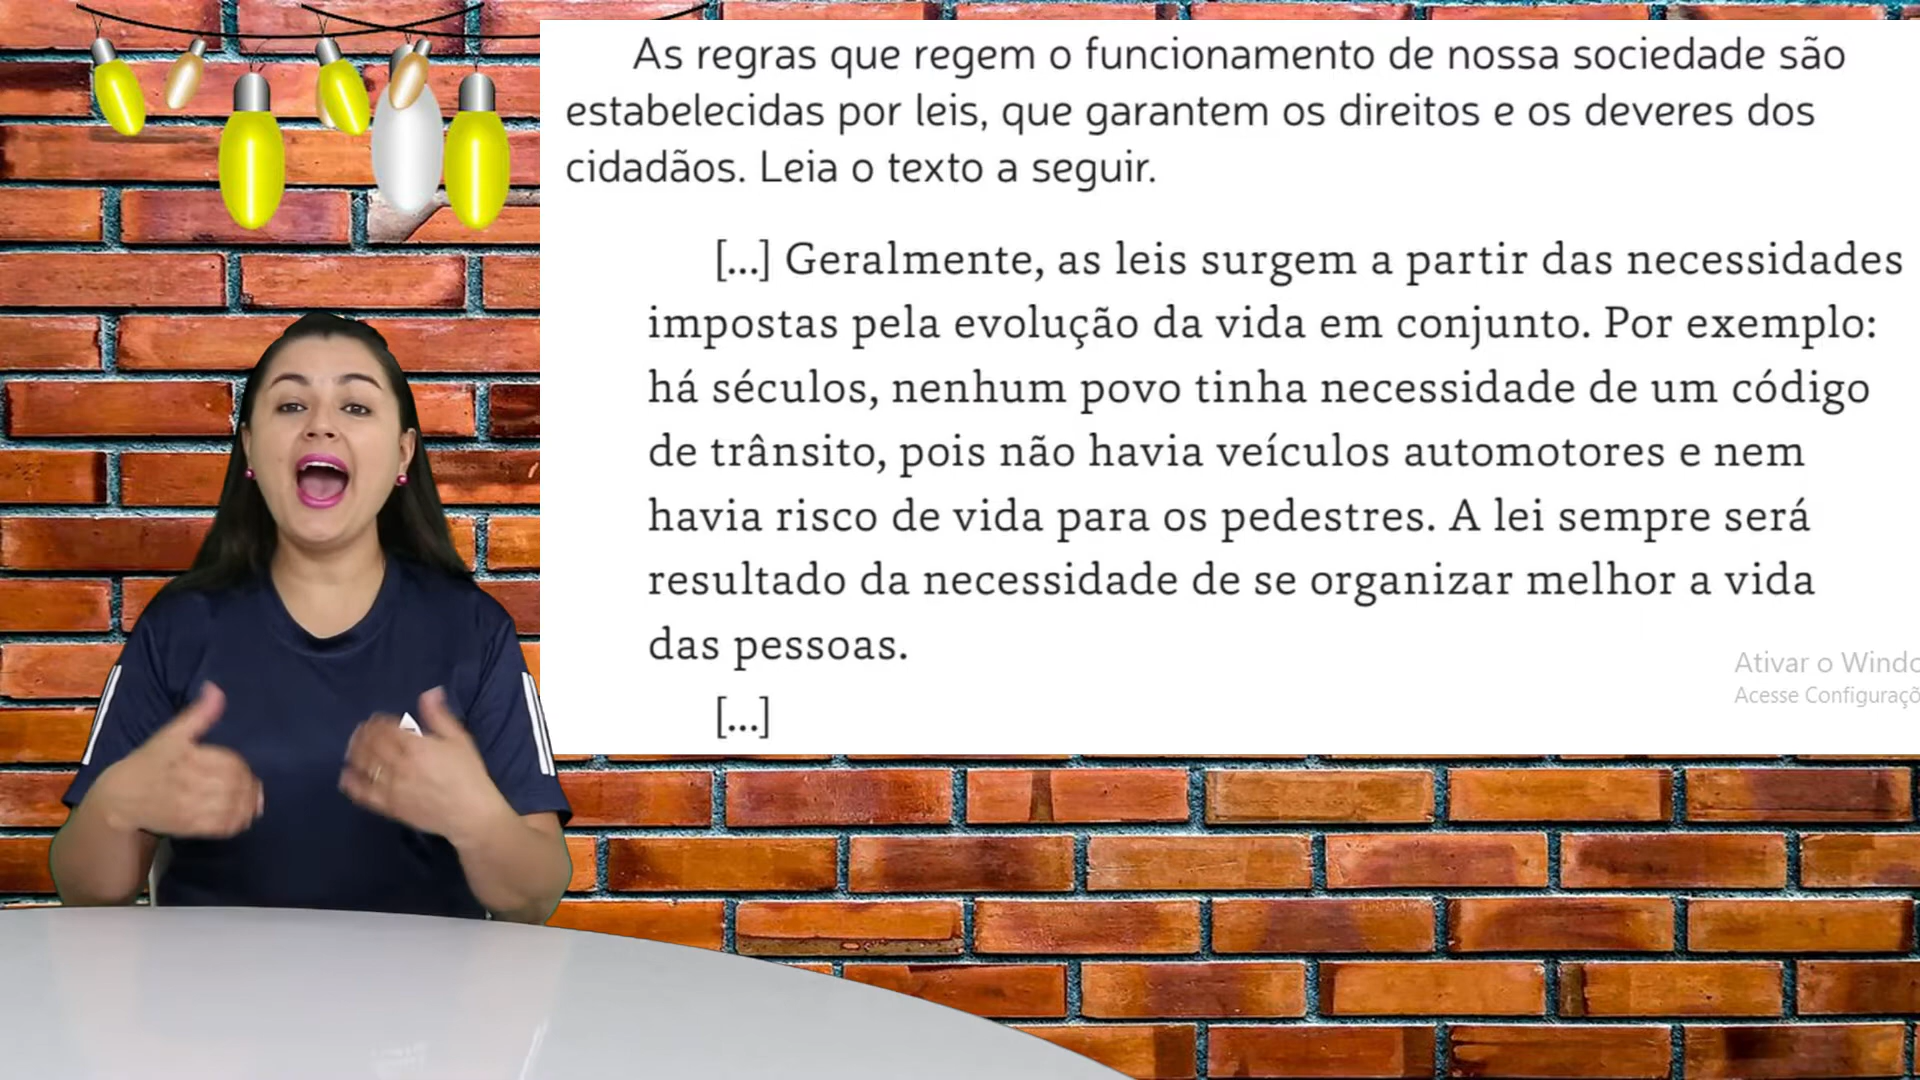 As regras que regem o funcionamento de nossa sociedade são
estabelecidas por leis, que garantem os direitos e os deveres dos
cidadãos. Leia o texto a seguir.
[...] Geralmente, as leis surgem a partir das necessidades
impostas pela evolução da vida em conjunto. Por exemplo:
há séculos, nenhum povo tinha necessidade de um código
de trânsito, pois não havia veículos automotores e nem
havia risco de vida para os pedestres. A lei sempre será
resultado da necessidade de se organizar melhor a vida
das pessoas.
[...]
Ativar o Windo
Acesse Configuraçõ